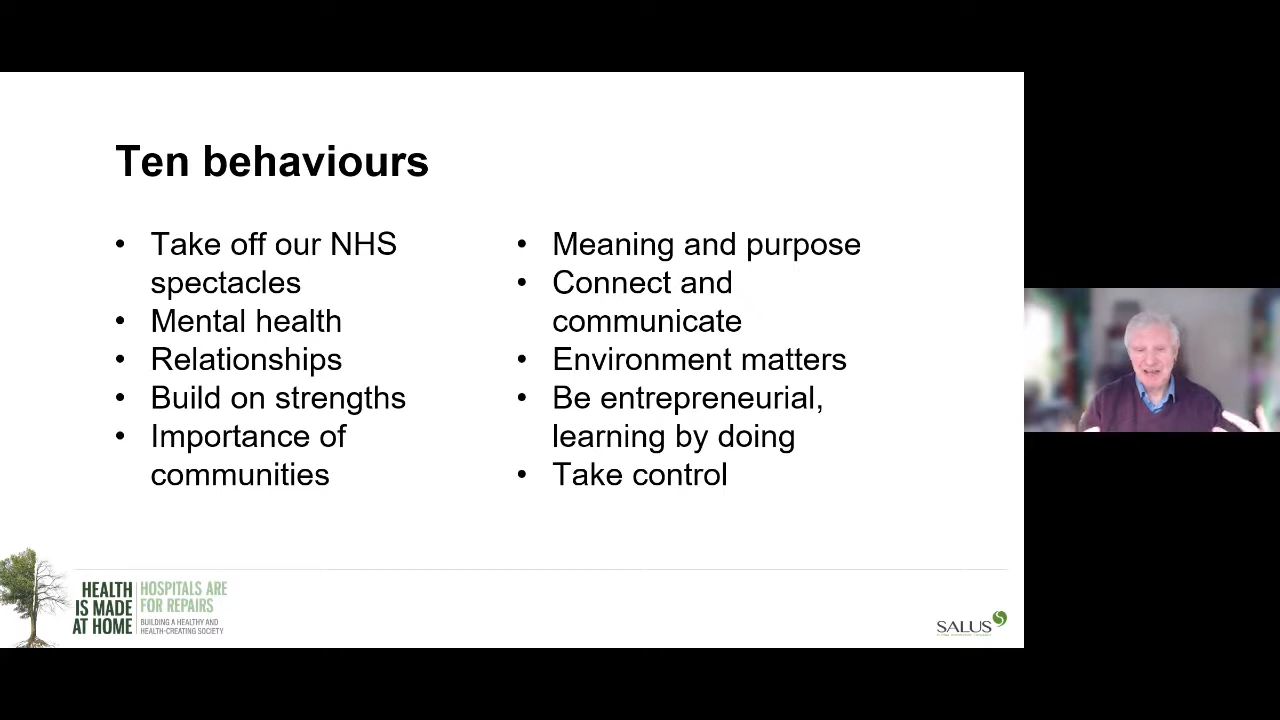 Ten behaviours
• Take off our NHS
spectacles
• Mental health
• Relationships
• Build on strengths
• Importance of
communities
• Meaning and purpose
• Connect and
communicate
• Environment matters
• Be entrepreneurial,
learning by doing
• Take control
HEALTH
IS MADE
AT HOME
HOSPITALS ARE
FOR REPAIRS
BUILDING A HEALTHY AND
HEALTH-CREATING SOCIETY
SALUS